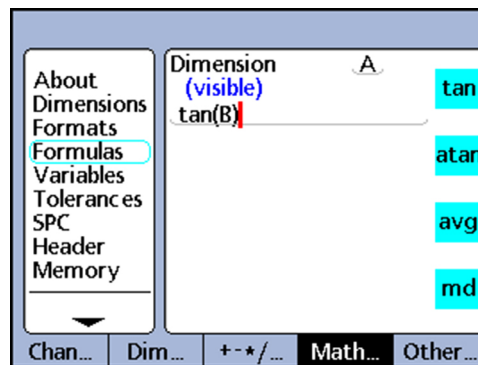 About
Dimensions
Formats
Formulas
Variables
Tolerances
SPC
Header
Memory
Dimension A
(visible)
tan(B)
tan
atan
avg
md
Chan... Dim... +-*/... Math... Other...